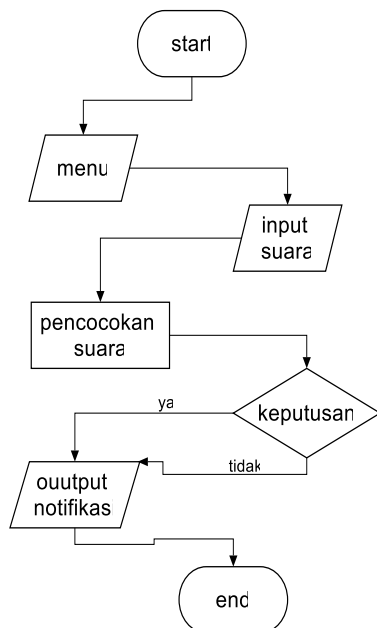 start
menu
input
suara
pencocokan
suara
keputusan
ya
tidak
ouutput
notifikasi
end